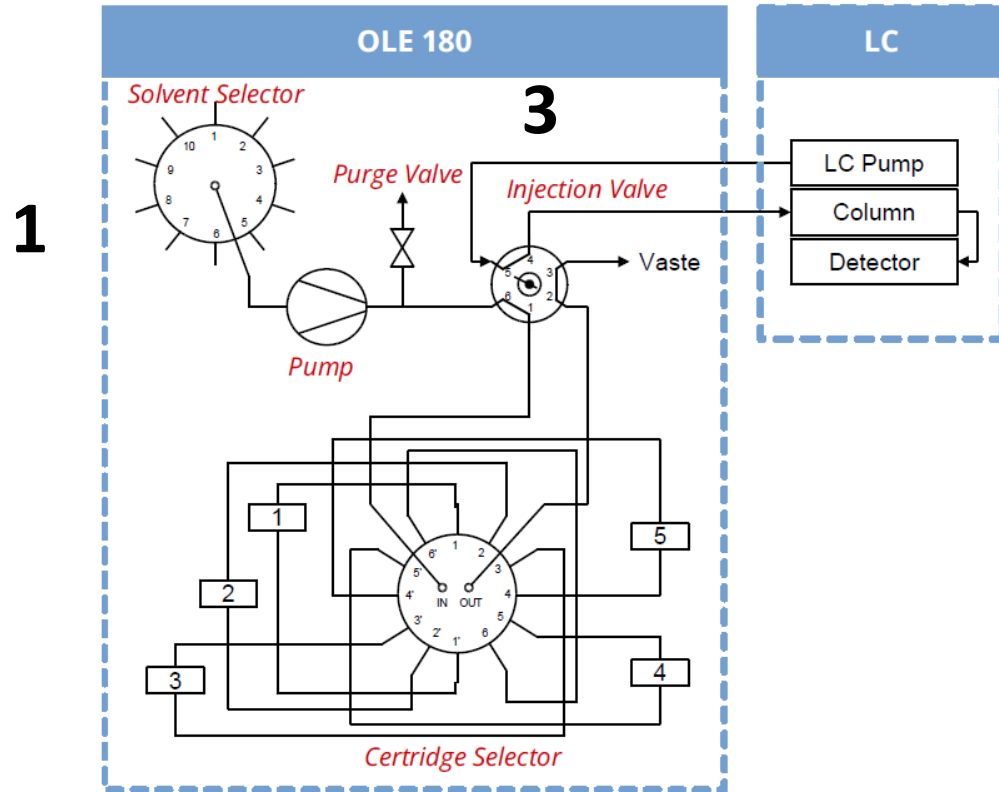 OLE 180
LC
Solvent Selector
3
1
10
2
9
3
8
4
7
5
6
1
Purge Valve
Injection Valve
LC Pump
Column
Detector
4
5
3
6
2
1
Vaste
Pump
1
5
2
3
4
6'
1
2
5'
3
4'
4
IN OUT
3'
5
2'
1'
6
Certridge Selector